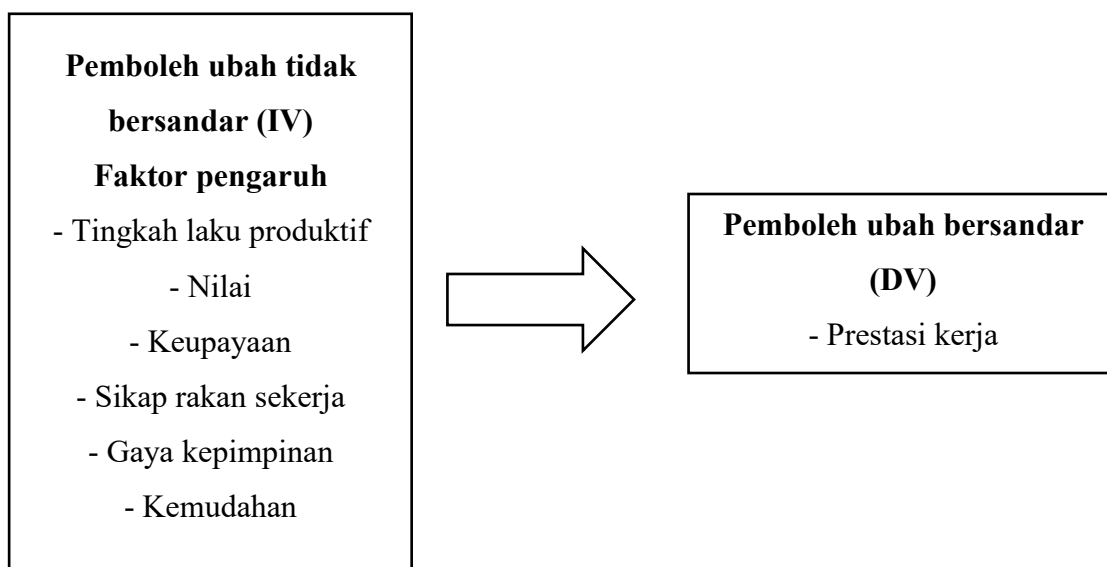 Pemboleh ubah tidak
bersandar (IV)
Faktor pengaruh
- Tingkah laku produktif
- Nilai
- Keupayaan
- Sikap rakan sekerja
- Gaya kepimpinan
- Kemudahan
Pemboleh ubah bersandar
(DV)
- Prestasi kerja